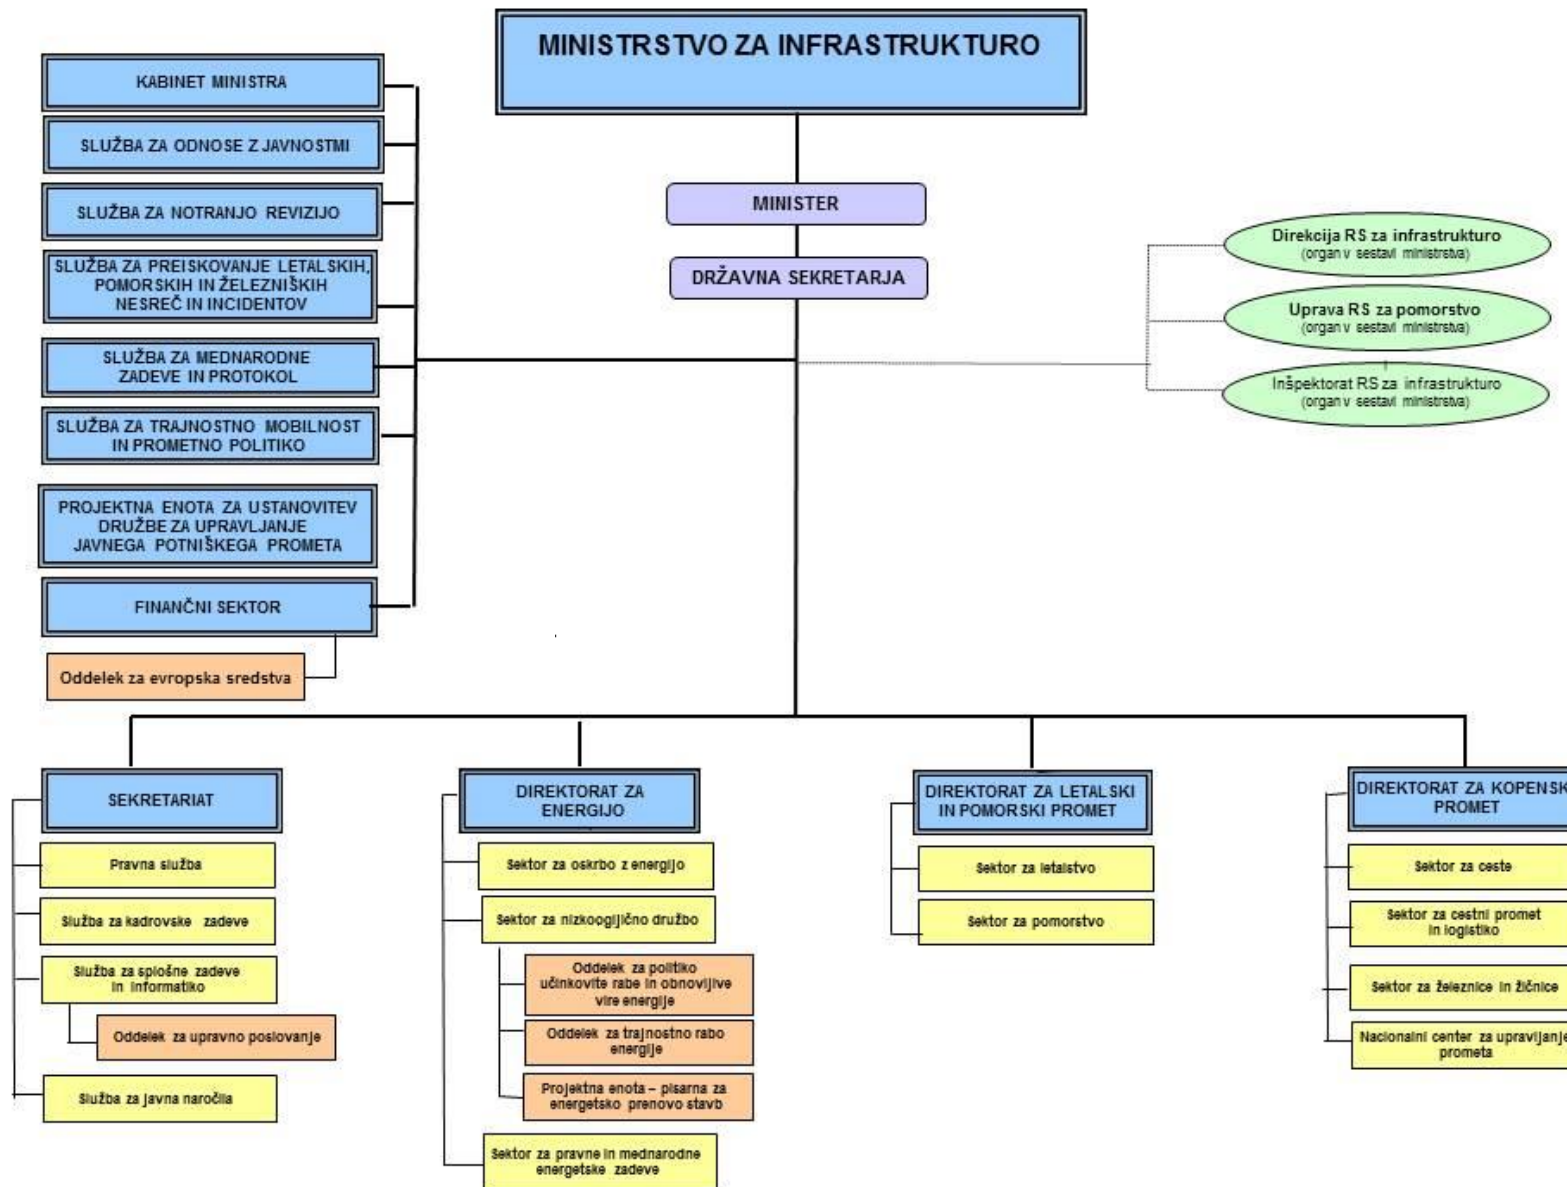 MINISTRSTVO ZA INFRASTRUKTURO
KABINET MINISTRA
SLUŽBA ZA ODNOSE Z JAVNOSTMI
SLUŽBA ZA NOTRANJO REVIZIJO
SLUŽBA ZA PREISKOVANJE LETALSKIH,
POMORSKIH IN ŽELEZNIŠKIH
NESREČ IN INCIDENTOV
SLUŽBA ZA MEDNARODNE
ZADEVE IN PROTOKOL
SLUŽBA ZA TRAJNOSTNO MOBILNOST
IN PROMETNO POLITIKO
PROJEKTNA ENOTA ZA USTANOVITEV
DRUŽBE ZA UPRAVLJANJE
JAVNEGA POTNIŠKEGA PROMETA
FINANČNI SEKTOR
Oddelek za evropska sredstva
MINISTER
DRŽAVNA SEKRETARJA
Direkcija RS za infrastrukturo
(organ v sestavi ministrstva)
Uprava RS za pomorstvo
(organ v sestavi ministrstva)
Inšpektorat RS za infrastrukturo
(organ v sestavi ministrstva)
SEKRETARIAT
Pravna služba
Služba za kadrovske zadeve
Služba za splošne zadeve
in informatiko
Oddelek za upravno poslovanje
Služba za javna naročila
DIREKTORAT ZA
ENERGIJO
Sektor za oskrbo z energijo
Sektor za nizkoogljično družbo
Oddelek za politiko
učinkovite rabe in obnovljive
vire energije
Oddelek za trajnostno rabo
energije
Projektna enota – pisarna za
energetsko prenovo stavb
Sektor za pravne in mednarodne
energetske zadeve
DIREKTORAT ZA LETALSKI
IN POMORSKI PROMET
Sektor za letalstvo
Sektor za pomorstvo
DIREKTORAT ZA KOPENSK
PROMET
Sektor za ceste
Sektor za cestni promet
in logistiko
Sektor za železnice in žičnice
Nacionalni center za upravljanje
prometa